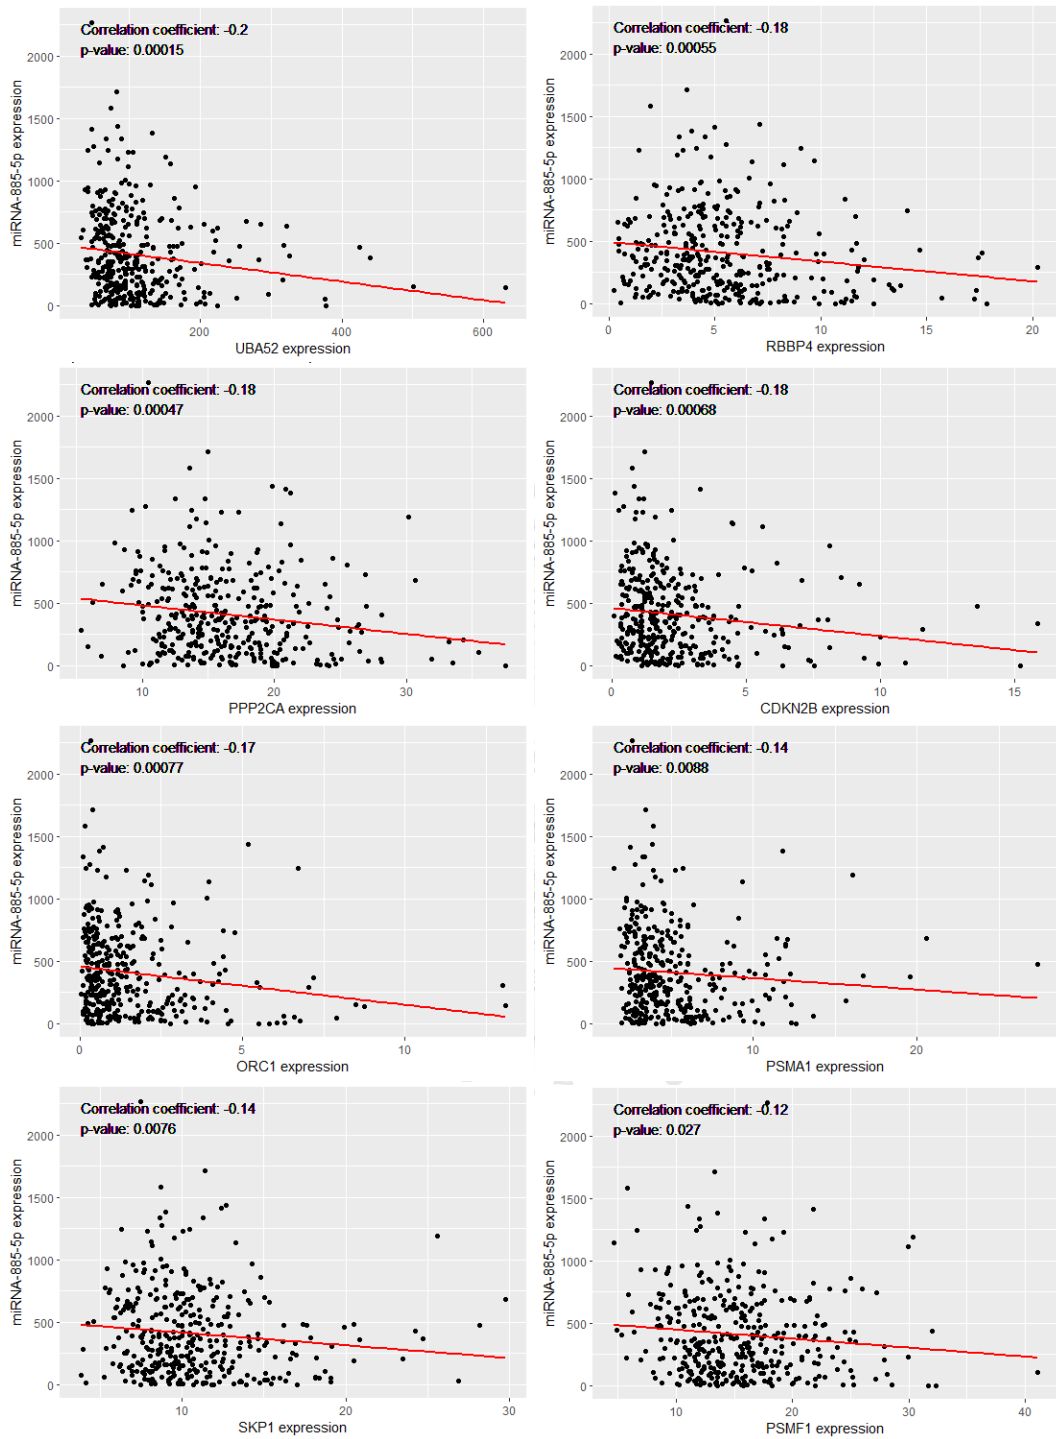 Correlation coefficient: -0.2
p-value: 0.00015
miRNA-885-5p expression
2000
1500
1000
500
0
200
400
600
UBA52 expression
Correlation coefficient: -0.18
p-value: 0.00055
miRNA-885-5p expression
2000
1500
1000
500
0
0
5
10
15
20
RBBP4 expression
Correlation coefficient: -0.18
p-value: 0.00047
miRNA-885-5p expression
2000
1500
1000
500
0
10
20
30
PPP2CA expression
Correlation coefficient: -0.18
p-value: 0.00068
miRNA-885-5p expression
2000
1500
1000
500
0
0
5
10
15
CDKN2B expression
Correlation coefficient: -0.17
p-value: 0.00077
miRNA-885-5p expression
2000
1500
1000
500
0
0
5
10
ORC1 expression
Correlation coefficient: -0.14
p-value: 0.0088
miRNA-885-5p expression
2000
1500
1000
500
0
10
20
PSMA1 expression
Correlation coefficient: -0.14
p-value: 0.0076
miRNA-885-5p expression
2000
1500
1000
500
0
10
20
30
SKP1 expression
Correlation coefficient: -0.12
p-value: 0.027
miRNA-885-5p expression
2000
1500
1000
500
0
10
20
30
40
PSMF1 expression